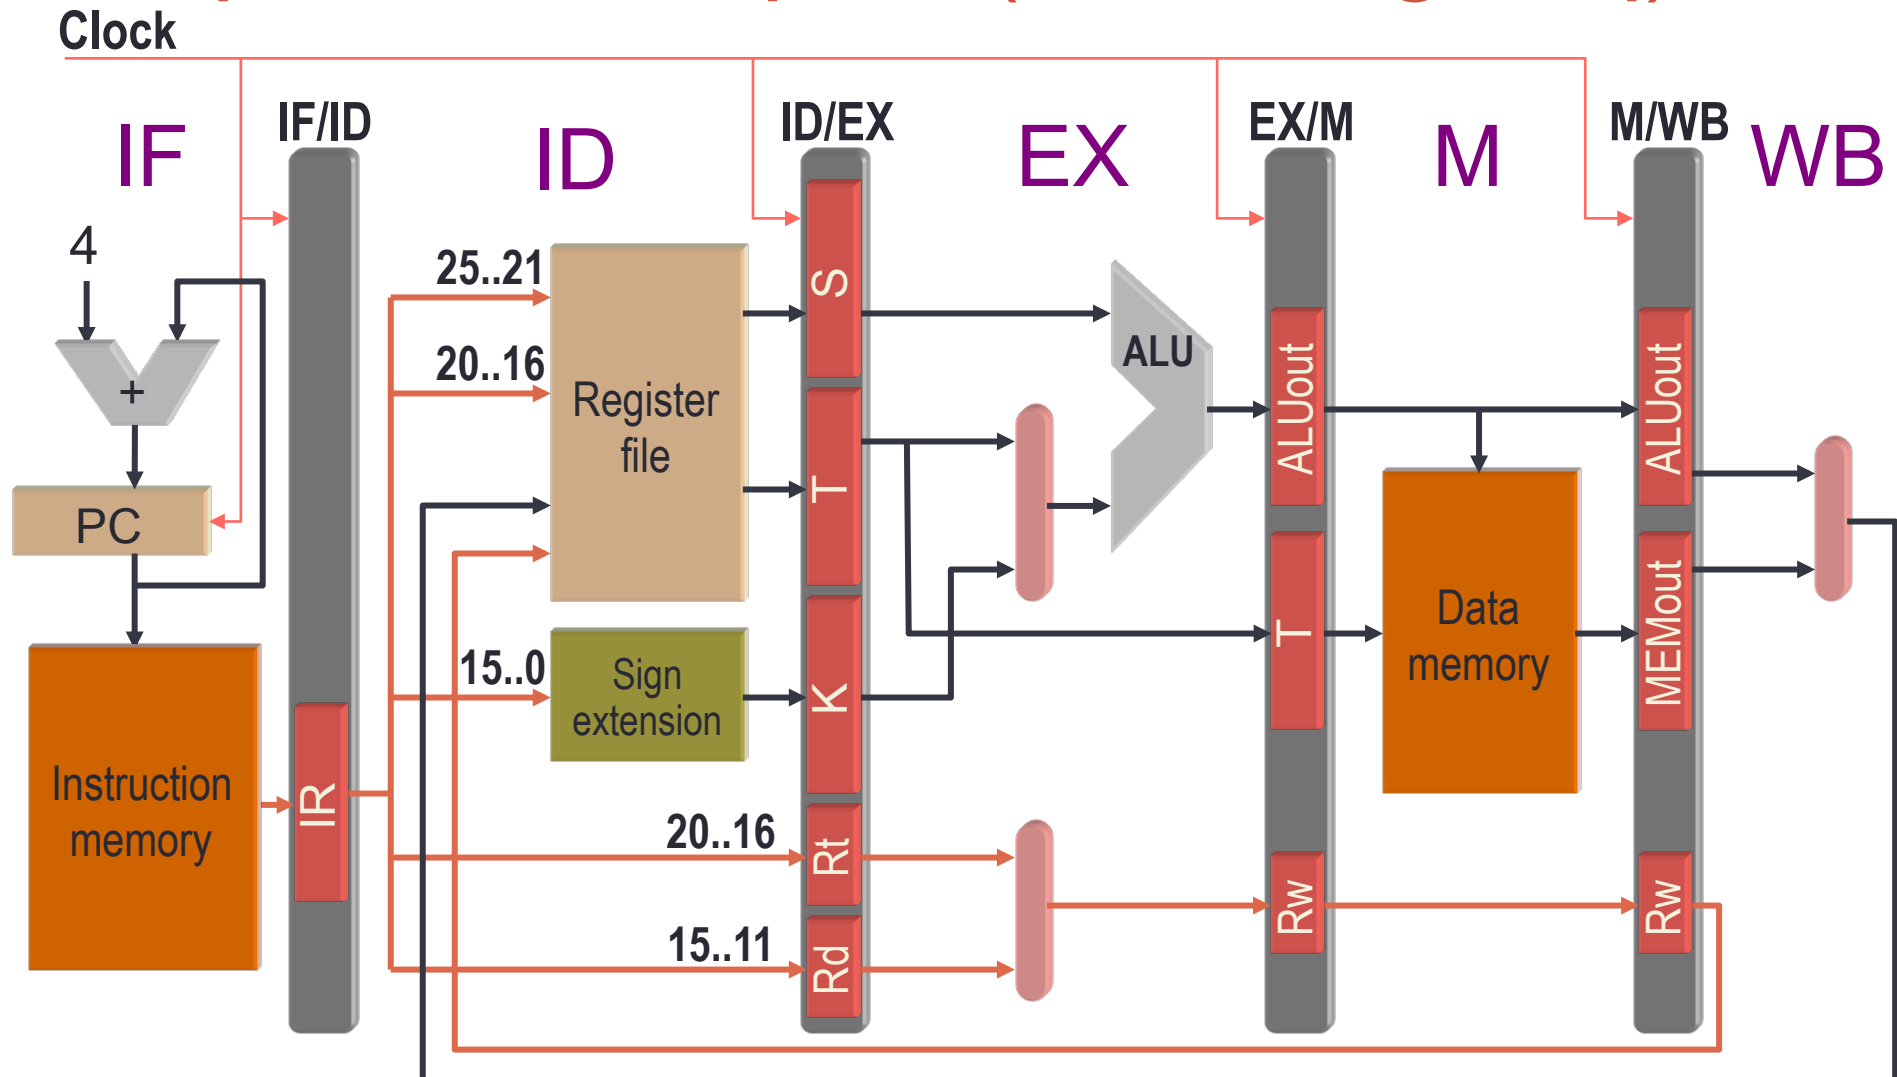 Clock
IF/ID
ID/EX
EX/M
M/WB
IF
ID
EX
M
WB
4
+
PC
Instruction
memory
IR
25..21
20..16
Register
file
15..0
Sign
extension
20..16
15..11
S
T
K
Rt
Rd
ALU
ALUout
T
Rw
Data
memory
ALUout
MEMout
Rw